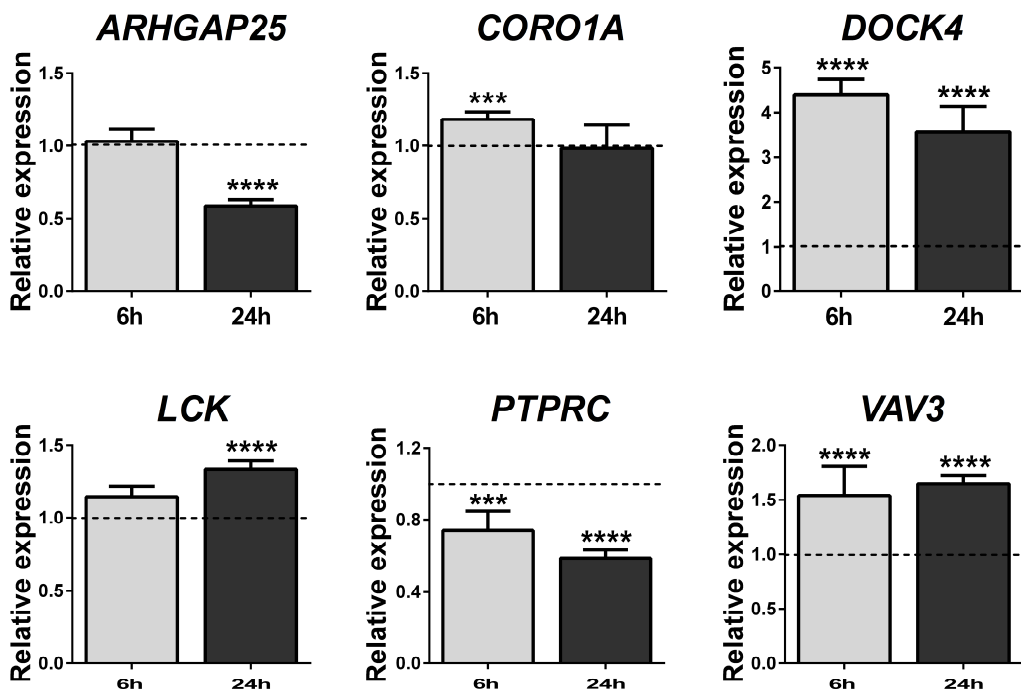 ARHGAP25
Relative expression
1.5
1.0
0.5
0.0
****
6h
24h
CORO1A
Relative expression
1.5
1.0
0.5
0.0
***
6h
24h
DOCK4
Relative expression
5
4
3
2
1
0
****
****
6h
24h
LCK
Relative expression
1.5
1.0
0.5
0.0
****
6h
24h
PTPRC
Relative expression
1.2
0.8
0.4
0.0
***
****
6h
24h
VAV3
Relative expression
2.0
1.5
1.0
0.5
0.0
****
****
6h
24h